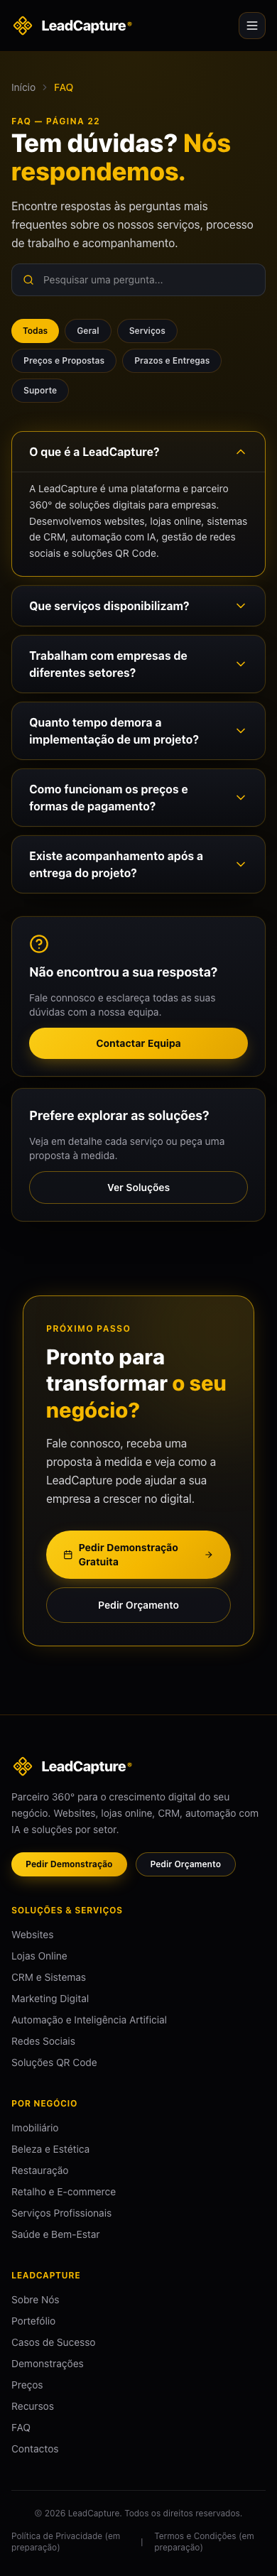 LeadCapture®
Início > FAQ
FAQ — PÁGINA 22
Tem dúvidas? Nós
respondemos.
Encontre respostas às perguntas mais
frequentes sobre os nossos serviços, processo
de trabalho e acompanhamento.
Pesquisar uma pergunta...
Todas Geral Serviços
Preços e Propostas Prazos e Entregas
Suporte
O que é a LeadCapture?
A LeadCapture é uma plataforma e parceiro
360° de soluções digitais para empresas.
Desenvolvemos websites, lojas online, sistemas
de CRM, automação com IA, gestão de redes
sociais e soluções QR Code.
Que serviços disponibilizam?
Trabalham com empresas de
diferentes setores?
Quanto tempo demora a
implementação de um projeto?
Como funcionam os preços e
formas de pagamento?
Existe acompanhamento após a
entrega do projeto?
Não encontrou a sua resposta?
Fale connosco e esclareça todas as suas
dúvidas com a nossa equipa.
Contactar Equipa
Prefere explorar as soluções?
Veja em detalhe cada serviço ou peça uma
proposta à medida.
Ver Soluções
PRÓXIMO PASSO
Pronto para
transformar o seu
negócio?
Fale connosco, receba uma
proposta à medida e veja como a
LeadCapture pode ajudar a sua
empresa a crescer no digital.
Pedir Demonstração
Gratuita
Pedir Orçamento
LeadCapture®
Parceiro 360° para o crescimento digital do seu
negócio. Websites, lojas online, CRM, automação com
IA e soluções por setor.
Pedir Demonstração Pedir Orçamento
SOLUÇÕES & SERVIÇOS
Websites
Lojas Online
CRM e Sistemas
Marketing Digital
Automação e Inteligência Artificial
Redes Sociais
Soluções QR Code
POR NEGÓCIO
Imobiliário
Beleza e Estética
Restauração
Retalho e E-commerce
Serviços Profissionais
Saúde e Bem-Estar
LEADCAPTURE
Sobre Nós
Portefólio
Casos de Sucesso
Demonstrações
Preços
Recursos
FAQ
Contactos
© 2026 LeadCapture. Todos os direitos reservados.
Política de Privacidade (em
preparação)
|
Termos e Condições (em
preparação)